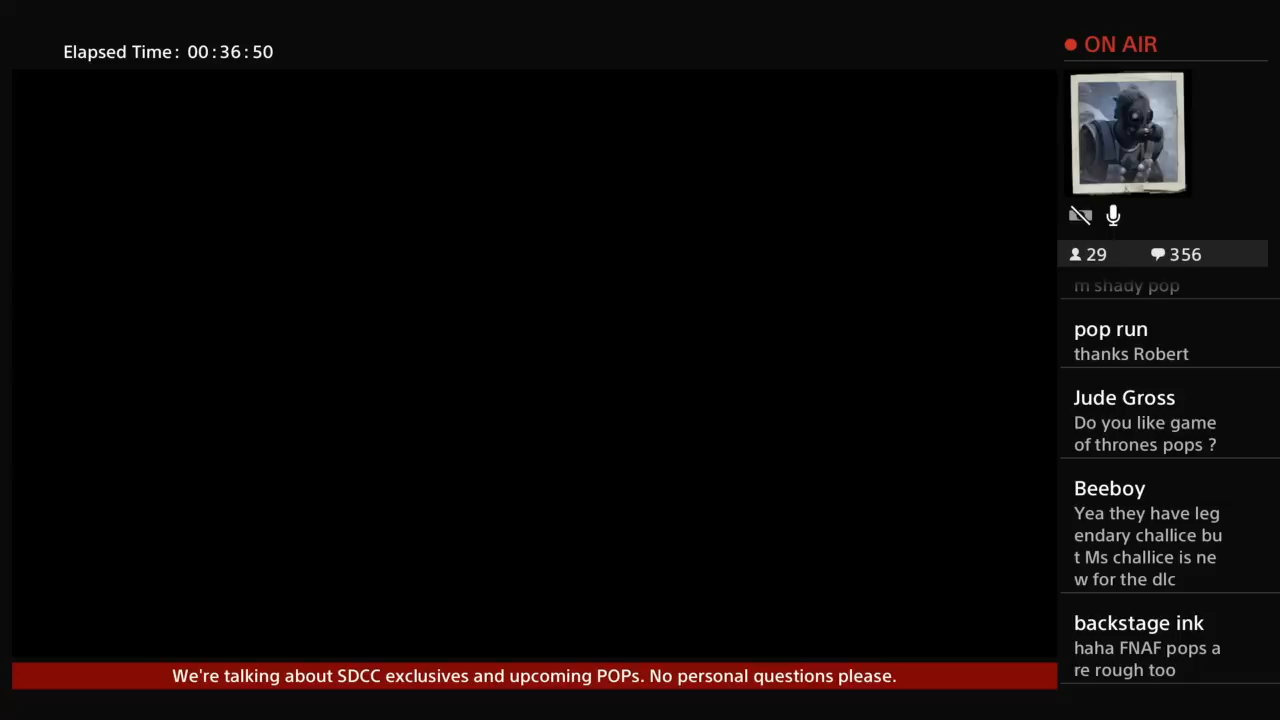 Elapsed Time: 00:36:50
ON AIR
29 356
m shady pop
pop run
thanks Robert
Jude Gross
Do you like game
of thrones pops ?
Beeboy
Yea they have leg
endary challice bu
t Ms challice is ne
w for the dlc
backstage ink
haha FNAF pops a
re rough too
We're talking about SDCC exclusives and upcoming POPs. No personal questions please.